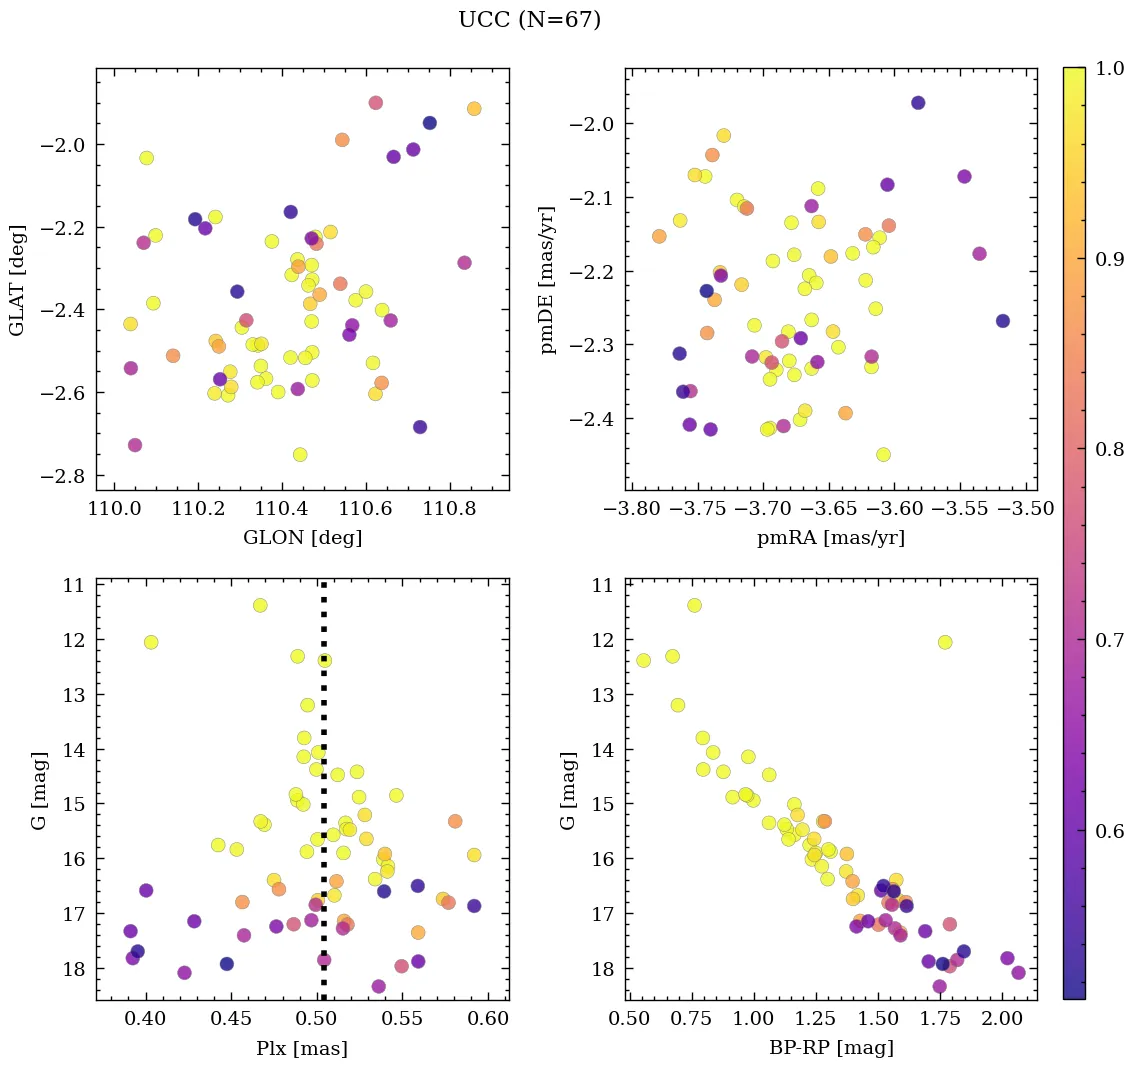 UCC (N=67)
−2.0
−2.2
−2.4
−2.6
−2.8
GLAT [deg]
110.0 110.2 110.4 110.6 110.8
GLON [deg]
−2.0
−2.1
−2.2
−2.3
−2.4
pmDE [mas/yr]
−3.80 −3.75 −3.70 −3.65 −3.60 −3.55 −3.50
pmRA [mas/yr]
1.0
0.9
0.8
0.7
0.6
11
12
13
14
15
16
17
18
G [mag]
0.40 0.45 0.50 0.55 0.60
Plx [mas]
11
12
13
14
15
16
17
18
G [mag]
0.50 0.75 1.00 1.25 1.50 1.75 2.00
BP-RP [mag]